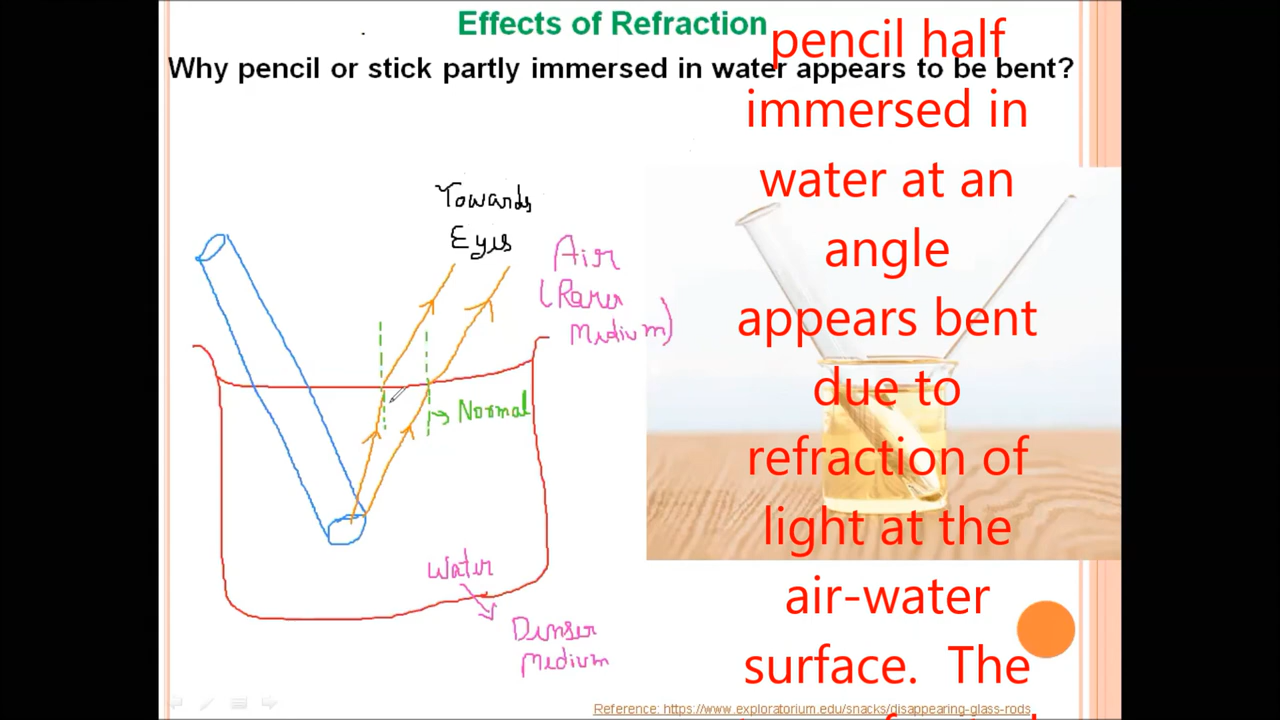 Effects of Refraction
Why pencil or stick partly immersed in water appears to be bent?
pencil half
immersed in
water at an
angle
appears bent
due to
refraction of
light at the
air-water
surface. The
Towards
Eyes
Air
(Rarer
Medium)
Normal
Water
Denser
Medium
Reference: https://www.exploratorium.edu/snacks/disappearing-glass-rods